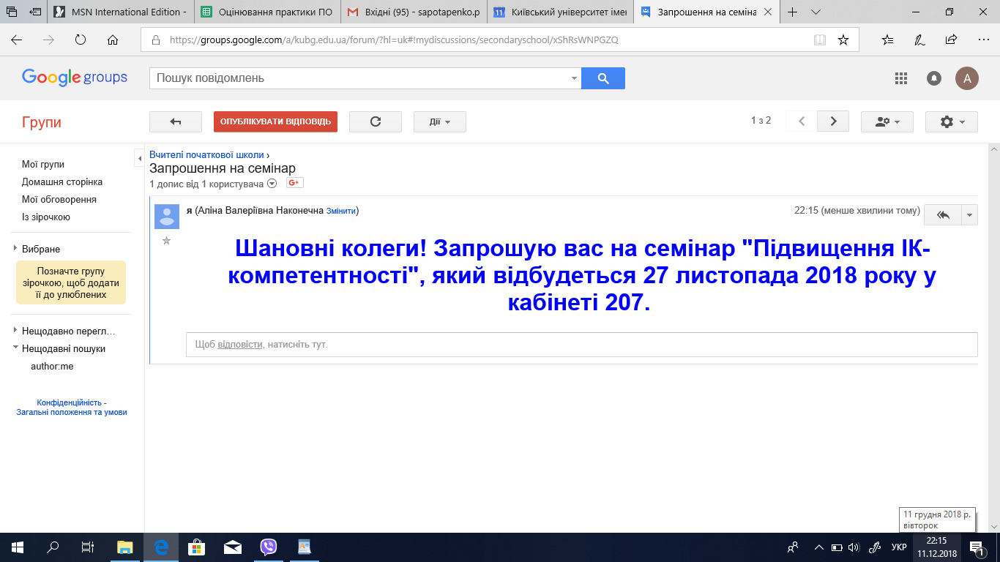 MSN International Edition -
Оцінювання практики ПО
Вхідні (95) - sapotapenko.p
11 Київський університет імен
Запрошення на семіна
https://groups.google.com/a/kubg.edu.ua/forum/?hl=uk#!mydiscussions/secondaryschool/xShRsWNPGZQ
Google groups
Пошук повідомлень
A
Групи
ОПУБЛІКУВАТИ ВІДПОВІДЬ
Дії
1 з 2
Мої групи
Домашня сторінка
Мої обговорення
Із зірочкою
Вибране
Позначте групу
зірочкою, щоб додати
її до улюблених
Нещодавно перегл…
Нещодавні пошуки
author:me
Конфіденційність -
Загальні положення та умови
Вчителі початкової школи ›
Запрошення на семінар
1 допис від 1 користувача
G+
я (Аліна Валеріївна Наконечна Змінити)
22:15 (менше хвилини тому)
Шановні колеги! Запрошую вас на семінар "Підвищення ІК-
компетентності", який відбудеться 27 листопада 2018 року у
кабінеті 207.
Щоб відповісти, натисніть тут.
11 грудня 2018 р.
вівторок
УКР
22:15
11.12.2018
1